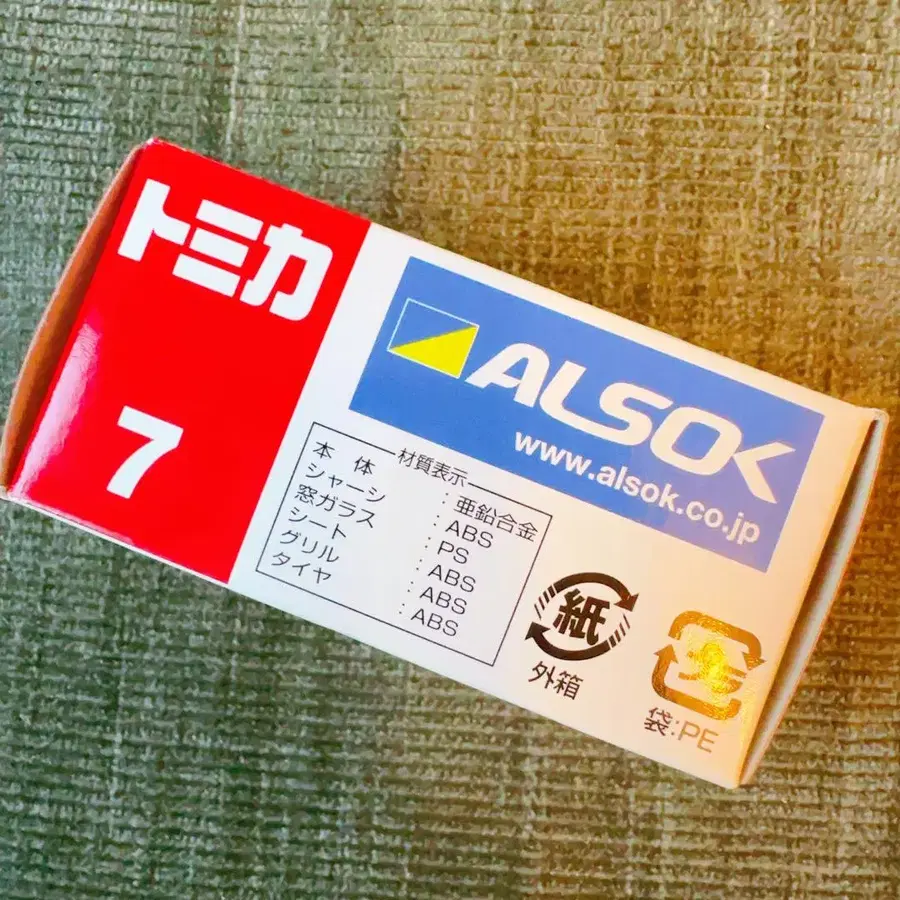 トミカ
7
ALSOK
www.alsok.co.jp
材質表示
本体：亜鉛合金
シャーシ：ABS
窓ガラス：PS
シート：ABS
グリル：ABS
タイヤ：ABS
紙
外箱
プラ
袋:PE